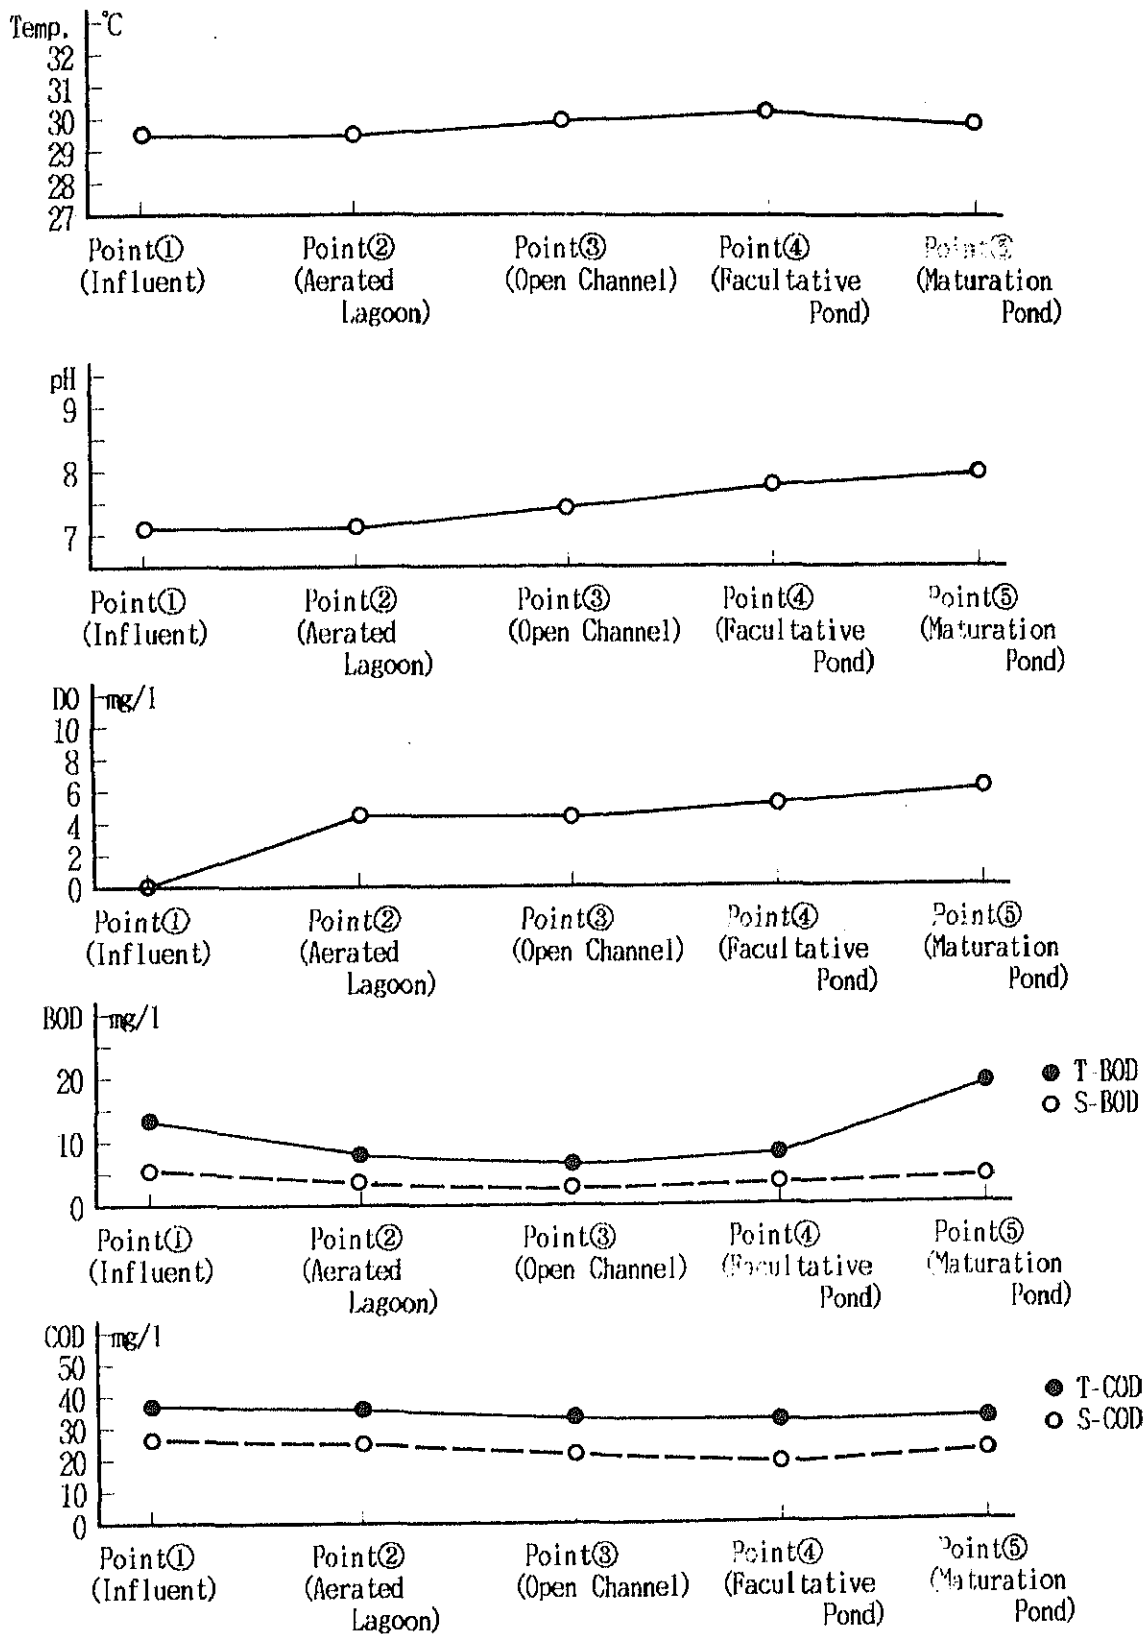 Temp. ℃
32
31
30
29
28
27
Point① Point② Point③ Point④ Point⑤
(Influent) (Aerated (Open Channel) (Facultative (Maturation
Lagoon) Pond) Pond)
pH
9
8
7
Point① Point② Point③ Point④ Point⑤
(Influent) (Aerated (Open Channel) (Facultative (Maturation
Lagoon) Pond) Pond)
DO mg/l
10
8
6
4
2
0
Point① Point② Point③ Point④ Point⑤
(Influent) (Aerated (Open Channel) (Facultative (Maturation
Lagoon) Pond) Pond)
BOD mg/l
20
10
0
T-BOD
S-BOD
Point① Point② Point③ Point④ Point⑤
(Influent) (Aerated (Open Channel) (Facultative (Maturation
Lagoon) Pond) Pond)
COD mg/l
50
40
30
20
10
0
T-COD
S-COD
Point① Point② Point③ Point④ Point⑤
(Influent) (Aerated (Open Channel) (Facultative (Maturation
Lagoon) Pond) Pond)